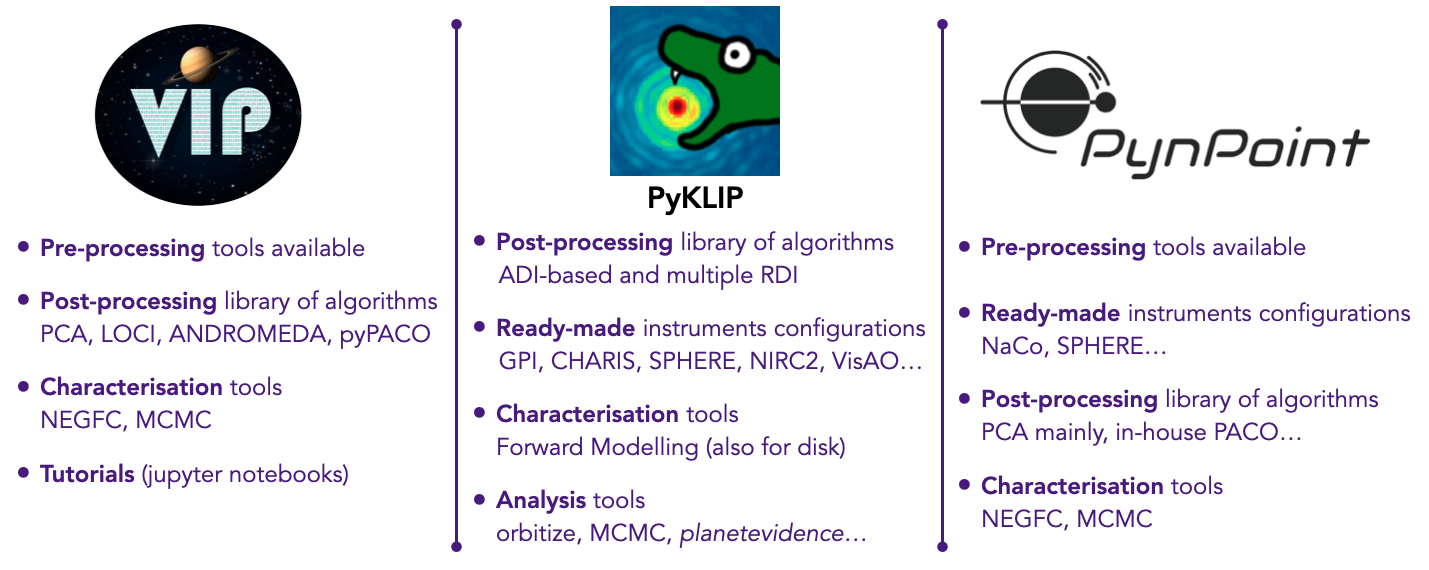 VIP
• Pre-processing tools available
• Post-processing library of algorithms
PCA, LOCI, ANDROMEDA, pyPACO
• Characterisation tools
NEGFC, MCMC
• Tutorials (jupyter notebooks)
PyKLIP
• Post-processing library of algorithms
ADI-based and multiple RDI
• Ready-made instruments configurations
GPI, CHARIS, SPHERE, NIRC2, VisAO…
• Characterisation tools
Forward Modelling (also for disk)
• Analysis tools
orbitize, MCMC, planetevidence…
PynPoint
• Pre-processing tools available
• Ready-made instruments configurations
NaCo, SPHERE…
• Post-processing library of algorithms
PCA mainly, in-house PACO…
• Characterisation tools
NEGFC, MCMC